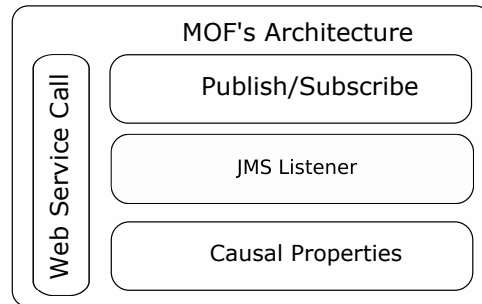 MOF's Architecture
Web Service Call
Publish/Subscribe
JMS Listener
Causal Properties